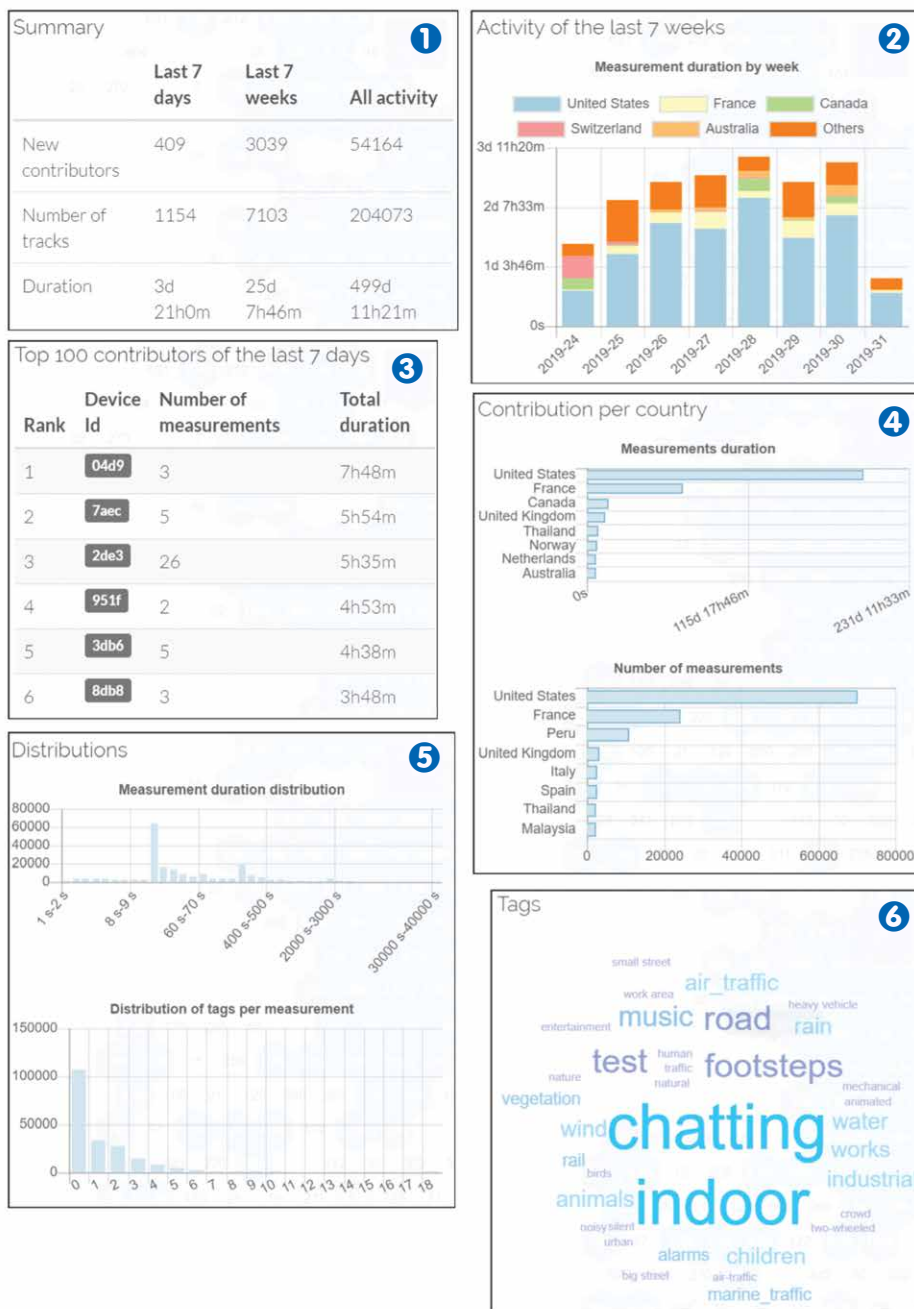 Summary
1
Last 7 days
Last 7 weeks
All activity
New contributors
409
3039
54164
Number of tracks
1154
7103
204073
Duration
3d 21h0m
25d 7h46m
499d 11h21m
Activity of the last 7 weeks
2
Measurement duration by week
United States
France
Canada
Switzerland
Australia
Others
3d 11h20m
2d 7h33m
1d 3h46m
0s
2019-24
2019-25
2019-26
2019-27
2019-28
2019-29
2019-30
2019-31
Top 100 contributors of the last 7 days
3
Rank
Device Id
Number of measurements
Total duration
1 04d9 3 7h48m
2 7aec 5 5h54m
3 2de3 26 5h35m
4 951f 2 4h53m
5 3db6 5 4h38m
6 8db8 3 3h48m
Contribution per country
4
Measurements duration
United States
France
Canada
United Kingdom
Thailand
Norway
Netherlands
Australia
0s
115d 17h46m
231d 11h33m
Number of measurements
United States
France
Peru
United Kingdom
Italy
Spain
Thailand
Malaysia
0 20000 40000 60000 80000
Distributions
5
Measurement duration distribution
80000
60000
40000
20000
0
1 s-2 s
8 s-9 s
60 s-70 s
400 s-500 s
2000 s-3000 s
30000 s-40000 s
Distribution of tags per measurement
150000
100000
50000
0
0 1 2 3 4 5 6 7 8 9 10 11 12 13 14 15 16 17 18
Tags
6
small street
air_traffic
work area
heavy vehicle
entertainment
music
road
rain
test
human
traffic
natural
footsteps
nature
mechanical
animated
vegetation
wind
chatting
water
works
rail
birds
industrial
animals
indoor
crowd
two-wheeled
noisy
silent
urban
alarms
children
big street
air-traffic
marine_traffic